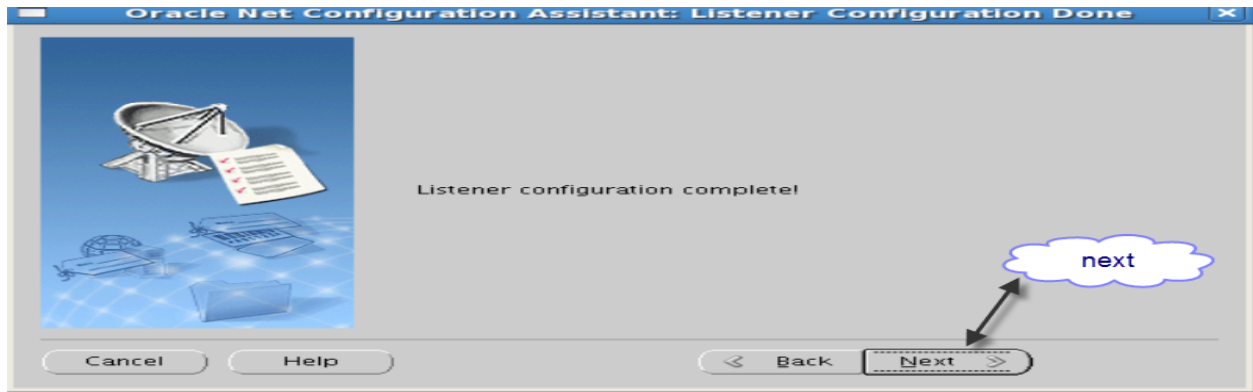 Oracle Net Configuration Assistant: Listener Configuration Done
Listener configuration complete!
next
Cancel Help Back Next